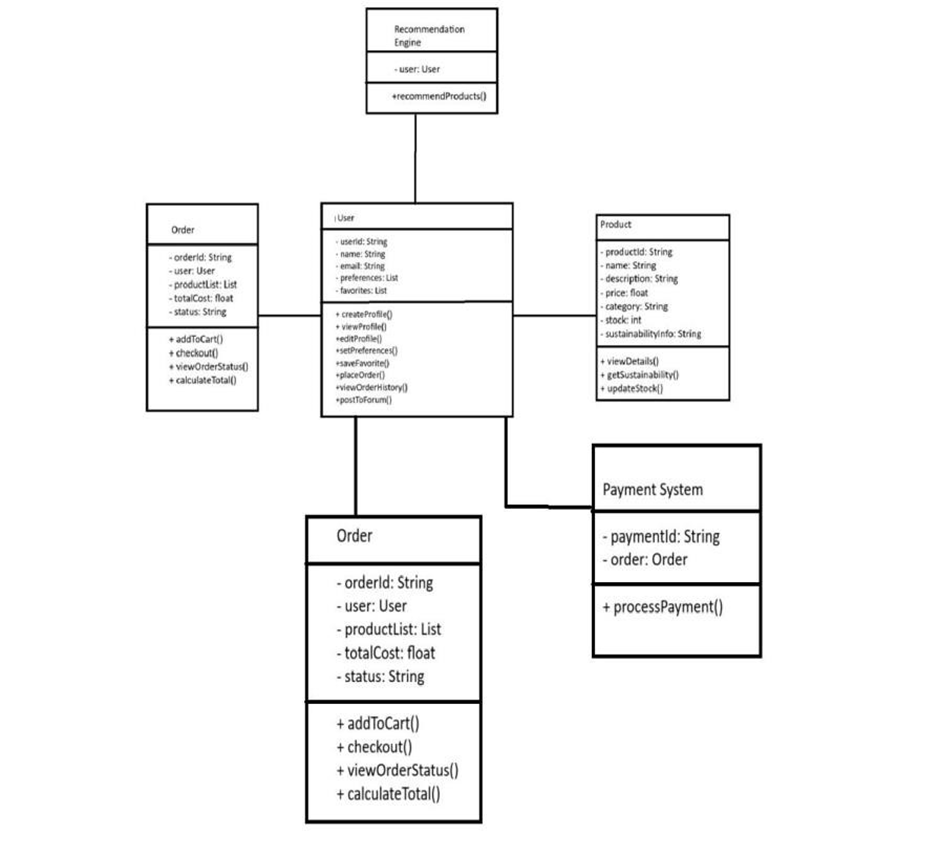 Recommendation
Engine
- user: User
+recommendProducts()
Order
- orderId: String
- user: User
- productList: List
- totalCost: float
- status: String
+ addToCart()
+ checkout()
+ viewOrderStatus()
+ calculateTotal()
User
- userId: String
- name: String
- email: String
- preferences: List
- favorites: List
+ createProfile()
+ viewProfile()
+editProfile()
+setPreferences()
+saveFavorite()
+placeOrder()
+viewOrderHistory()
+postToForum()
Product
- productId: String
- name: String
- description: String
- price: float
- category: String
- stock: int
- sustainabilityInfo: String
+ viewDetails()
+ getSustainability()
+ updateStock()
Order
- orderId: String
- user: User
- productList: List
- totalCost: float
- status: String
+ addToCart()
+ checkout()
+ viewOrderStatus()
+ calculateTotal()
Payment System
- paymentId: String
- order: Order
+ processPayment()